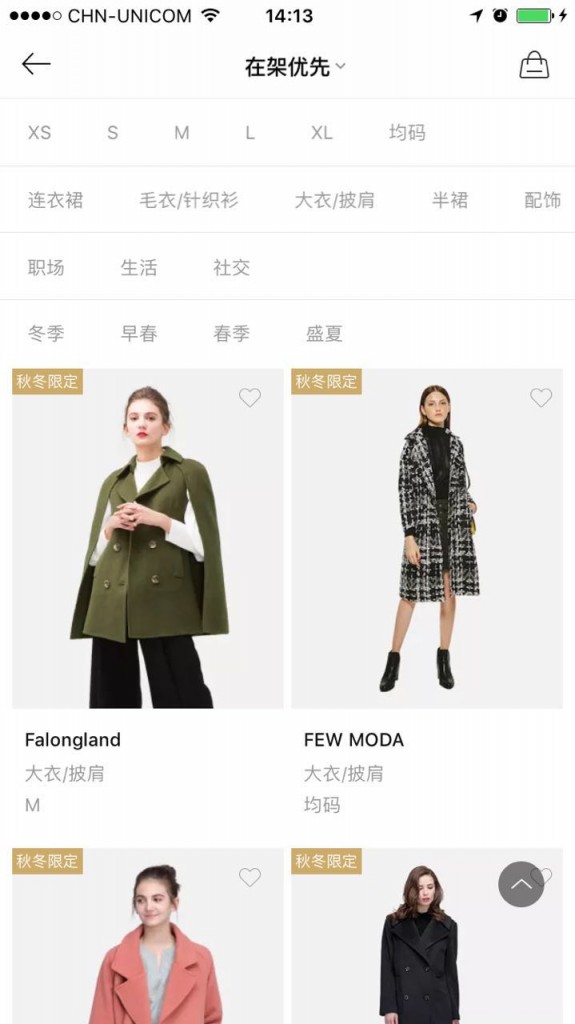 CHN-UNICOM 14:13
在架优先
XS S M L XL 均码
连衣裙 毛衣/针织衫 大衣/披肩 半裙 配饰
职场 生活 社交
冬季 早春 春季 盛夏
秋冬限定 秋冬限定
Falongland FEW MODA
大衣/披肩 大衣/披肩
M 均码
秋冬限定 秋冬限定